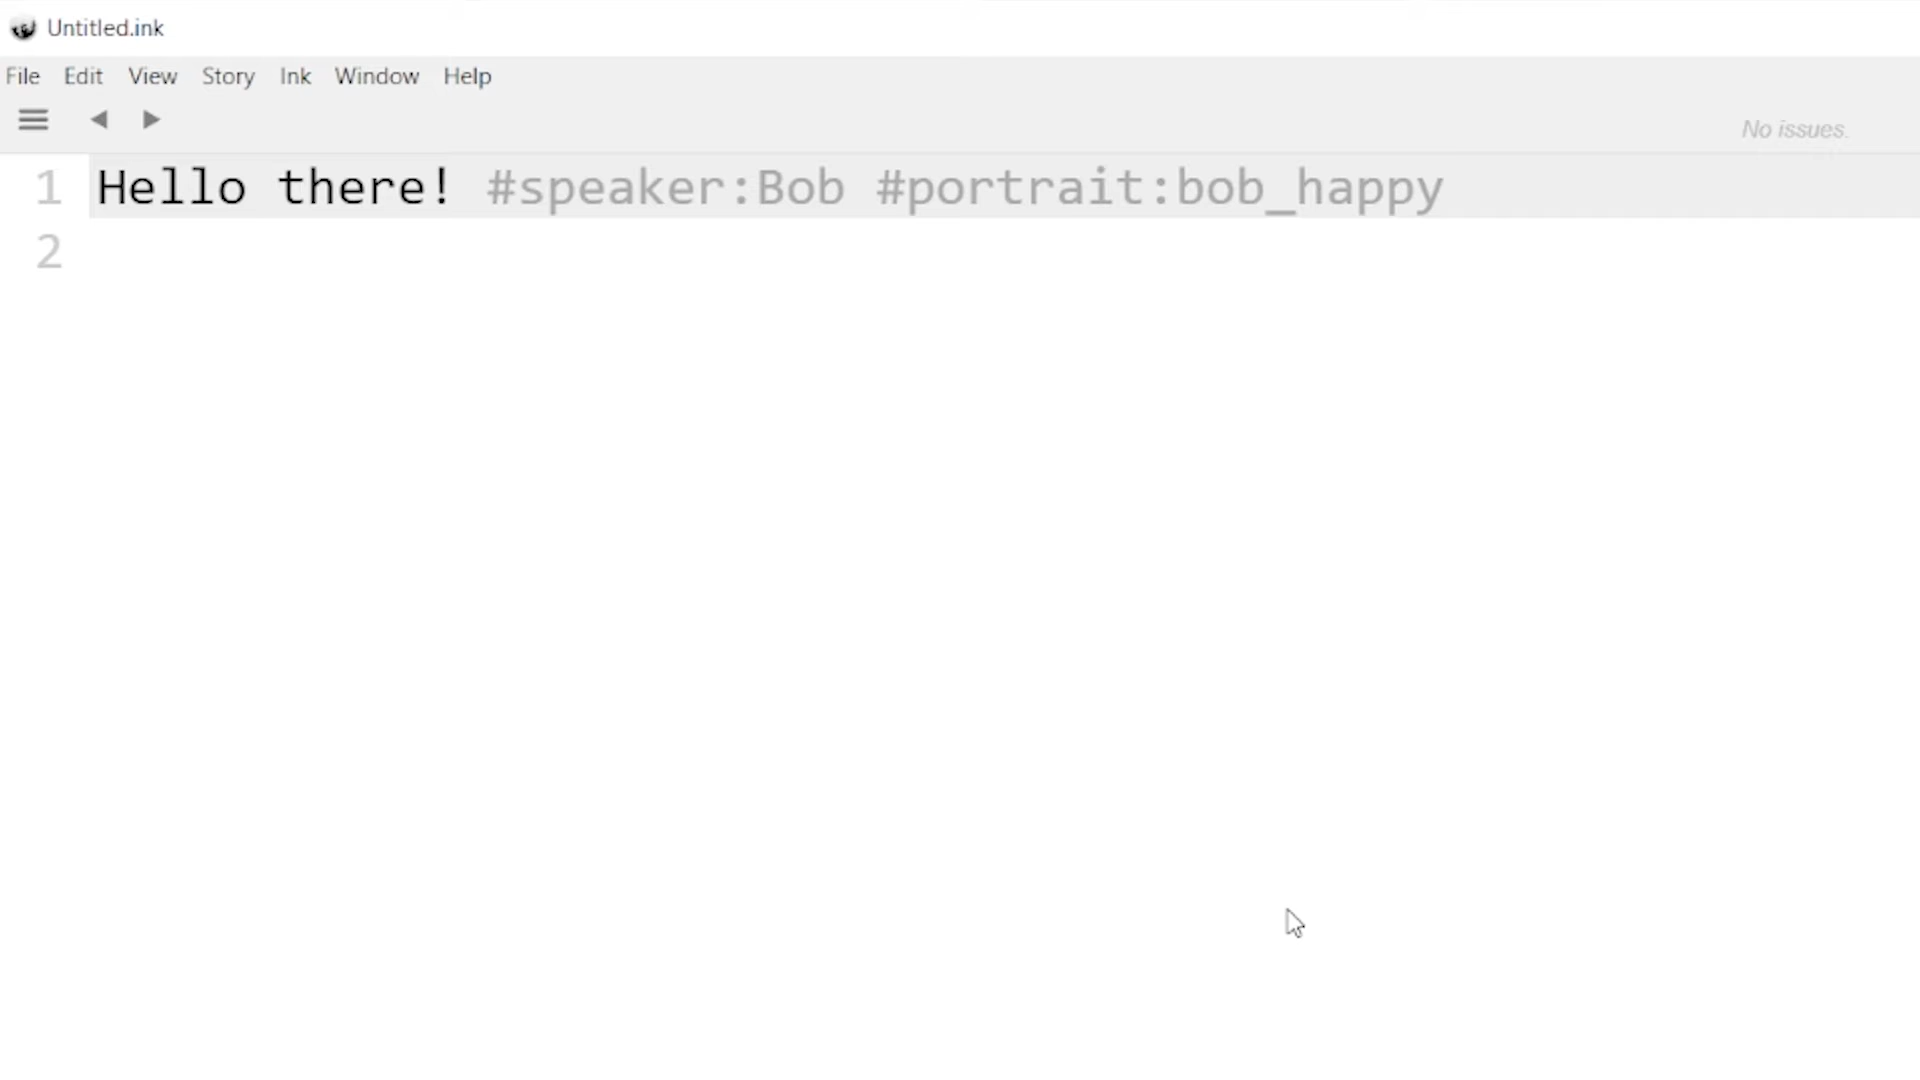 Untitled.ink
File Edit View Story Ink Window Help
No issues.
1 Hello there! #speaker:Bob #portrait:bob_happy
2